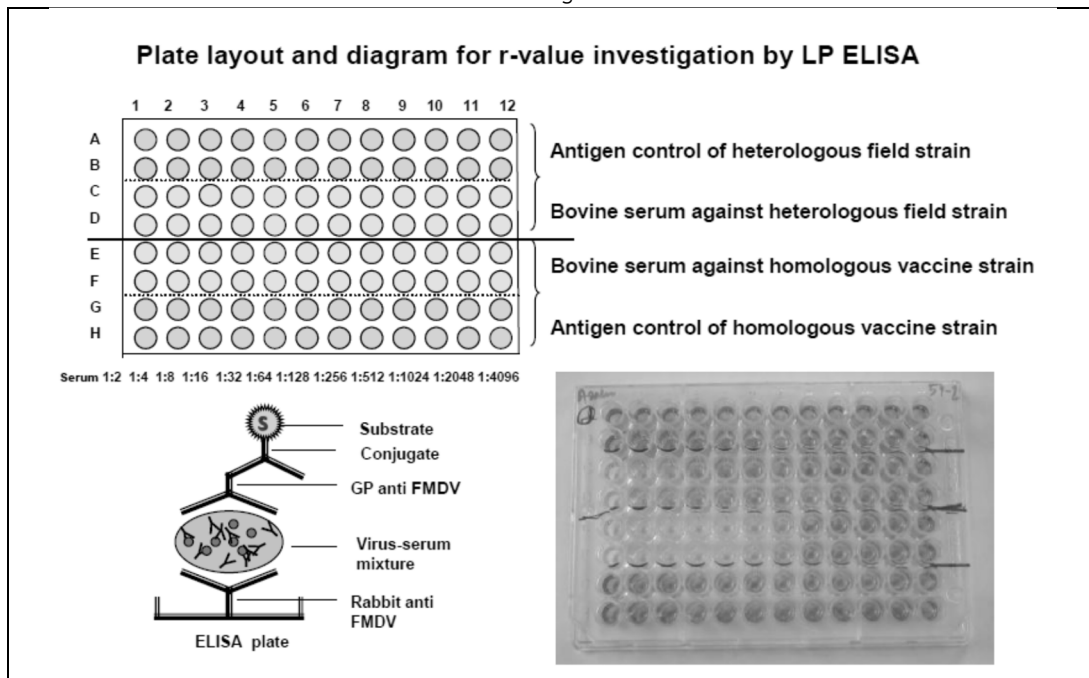 Plate layout and diagram for r-value investigation by LP ELISA
1 2 3 4 5 6 7 8 9 10 11 12
A
B
C
D
E
F
G
H
Antigen control of heterologous field strain
Bovine serum against heterologous field strain
Bovine serum against homologous vaccine strain
Antigen control of homologous vaccine strain
Serum 1:2 1:4 1:8 1:16 1:32 1:64 1:128 1:256 1:512 1:1024 1:2048 1:4096
S
Substrate
Conjugate
GP anti FMDV
Virus-serum
mixture
Rabbit anti
FMDV
ELISA plate